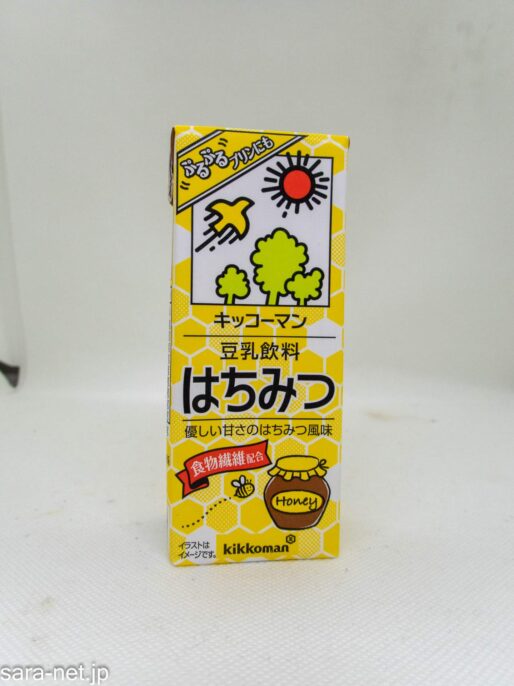 ぷるぷるプリンにも
キッコーマン
豆乳飲料
はちみつ
優しい甘さのはちみつ風味
食物繊維配合
Honey
イラストは
イメージです。
kikkoman
sara-net.jp